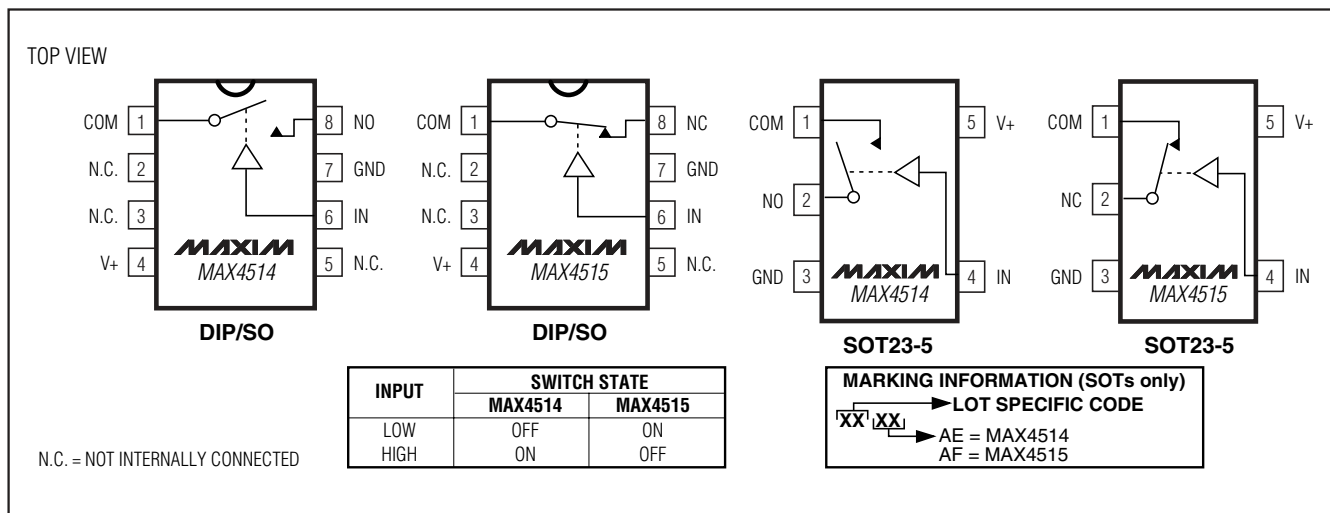 TOP VIEW
COM 1 8 NO
N.C. 2 7 GND
N.C. 3 6 IN
V+ 4 5 N.C.
MAXIM
MAX4514
DIP/SO
COM 1 8 NC
N.C. 2 7 GND
N.C. 3 6 IN
V+ 4 5 N.C.
MAXIM
MAX4515
DIP/SO
COM 1 5 V+
NO 2
GND 3 4 IN
MAXIM
MAX4514
SOT23-5
COM 1 5 V+
NC 2
GND 3 4 IN
MAXIM
MAX4515
SOT23-5
INPUT SWITCH STATE
MAX4514 MAX4515
LOW OFF ON
HIGH ON OFF
MARKING INFORMATION (SOTs only)
LOT SPECIFIC CODE
XX XX
AE = MAX4514
AF = MAX4515
N.C. = NOT INTERNALLY CONNECTED